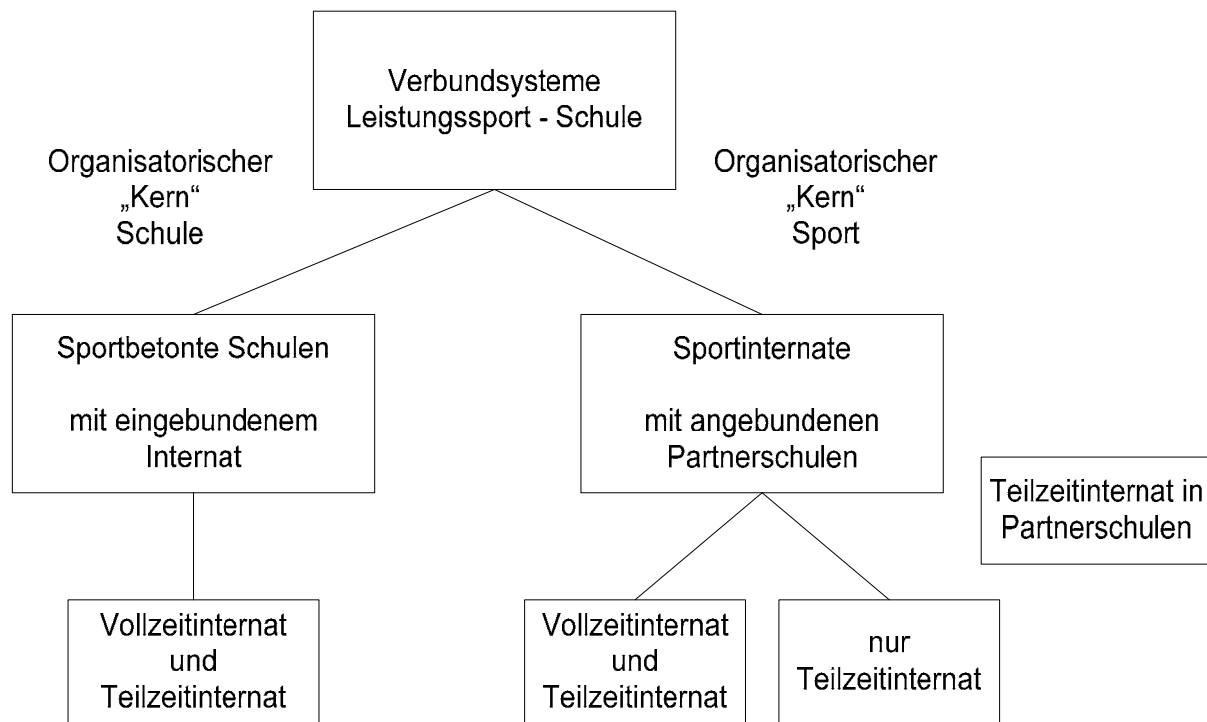 Verbundsysteme
Leistungssport - Schule
Organisatorischer
„Kern“
Schule
Organisatorischer
„Kern“
Sport
Sportbetonte Schulen
mit eingebundenem
Internat
Sportinternate
mit angebundenen
Partnerschulen
Teilzeitinternat in
Partnerschulen
Vollzeitinternat
und
Teilzeitinternat
Vollzeitinternat
und
Teilzeitinternat
nur
Teilzeitinternat